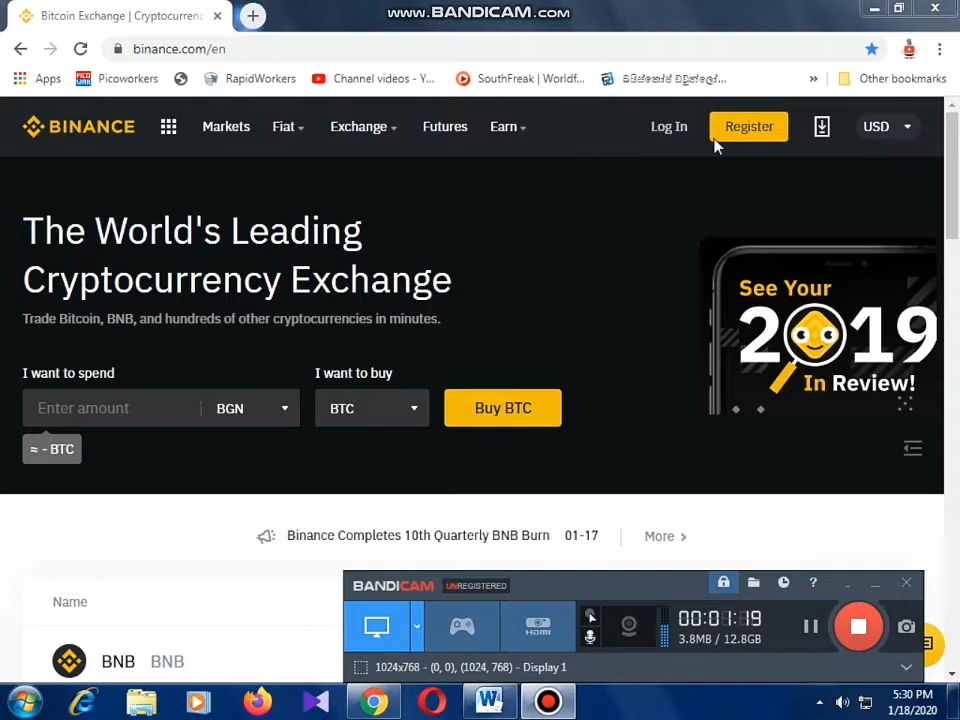 www.BANDICAM.com
Bitcoin Exchange | Cryptocurrenc
binance.com/en
Apps
PICO WORK
Picoworkers
RapidWorkers
Channel videos - Y...
SouthFreak | Worldf...
Other bookmarks
BINANCE
Markets
Fiat
Exchange
Futures
Earn
Log In
Register
USD
The World's Leading
Cryptocurrency Exchange
Trade Bitcoin, BNB, and hundreds of other cryptocurrencies in minutes.
See Your
2019
In Review!
I want to spend
I want to buy
Enter amount
BGN
BTC
Buy BTC
≈ - BTC
Binance Completes 10th Quarterly BNB Burn 01-17
More
Name
BNB BNB
BANDICAM UNREGISTERED
HDMI
00:01:19
3.8MB / 12.8GB
1024x768 - (0, 0), (1024, 768) - Display 1
5:30 PM
1/18/2020